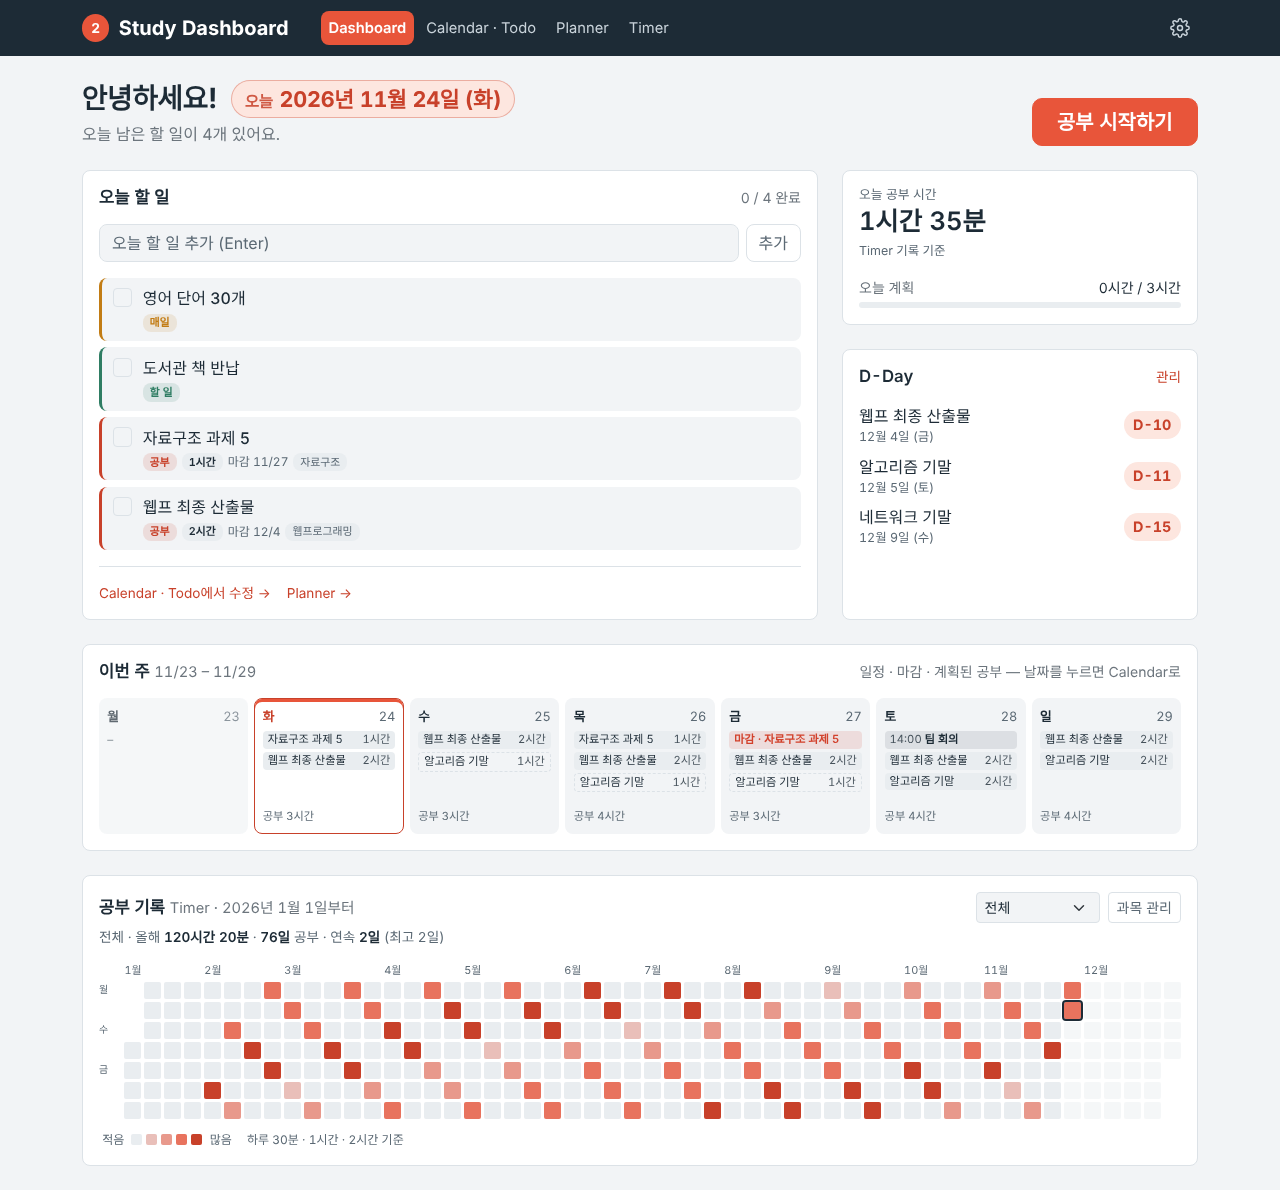 2 Study Dashboard Dashboard Calendar · Todo Planner Timer
안녕하세요! 오늘 2026년 11월 24일 (화)
오늘 남은 할 일이 4개 있어요.
공부 시작하기
오늘 할 일 0 / 4 완료
오늘 할 일 추가 (Enter) 추가
영어 단어 30개
매일
도서관 책 반납
할 일
자료구조 과제 5
공부 1시간 마감 11/27 자료구조
웹프 최종 산출물
공부 2시간 마감 12/4 웹프로그래밍
Calendar · Todo에서 수정 → Planner →
오늘 공부 시간
1시간 35분
Timer 기록 기준
오늘 계획 0시간 / 3시간
D-Day 관리
웹프 최종 산출물
12월 4일 (금)
D-10
알고리즘 기말
12월 5일 (토)
D-11
네트워크 기말
12월 9일 (수)
D-15
이번 주 11/23 – 11/29 일정 · 마감 · 계획된 공부 — 날짜를 누르면 Calendar로
월 23
–
화 24
자료구조 과제 5 1시간
웹프 최종 산출물 2시간
공부 3시간
수 25
웹프 최종 산출물 2시간
알고리즘 기말 1시간
공부 3시간
목 26
자료구조 과제 5 1시간
웹프 최종 산출물 2시간
알고리즘 기말 1시간
공부 4시간
금 27
마감 · 자료구조 과제 5
웹프 최종 산출물 2시간
알고리즘 기말 1시간
공부 3시간
토 28
14:00 팀 회의
웹프 최종 산출물 2시간
알고리즘 기말 2시간
공부 4시간
일 29
웹프 최종 산출물 2시간
알고리즘 기말 2시간
공부 4시간
공부 기록 Timer · 2026년 1월 1일부터 전체 과목 관리
전체 · 올해 120시간 20분 · 76일 공부 · 연속 2일 (최고 2일)
1월 2월 3월 4월 5월 6월 7월 8월 9월 10월 11월 12월
월
수
금
적음 많음 하루 30분 · 1시간 · 2시간 기준